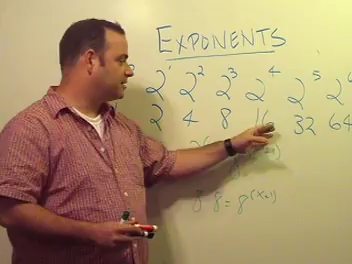 EXPONENTS
2¹ 2² 2³ 2⁴ 2⁵ 2⁶
2 4 8 16 32 64
8 8 = 8^(x+1)